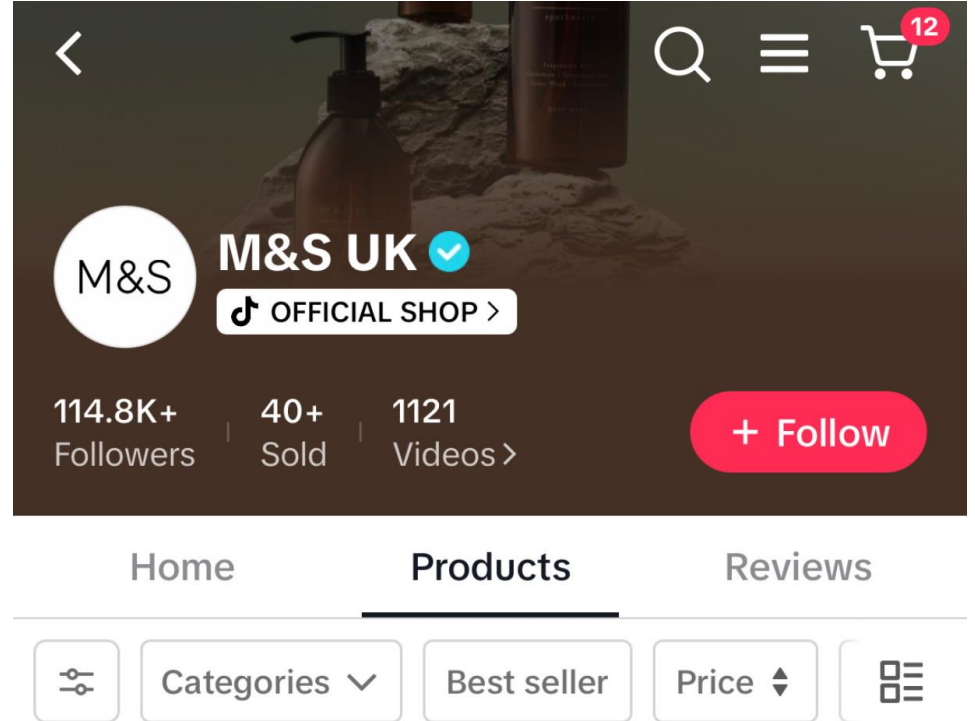 12
apothecary
M&S
M&S UK
OFFICIAL SHOP >
114.8K+
40+
1121
Followers
Sold
Videos >
+ Follow
Home
Products
Reviews
Categories
Best seller
Price